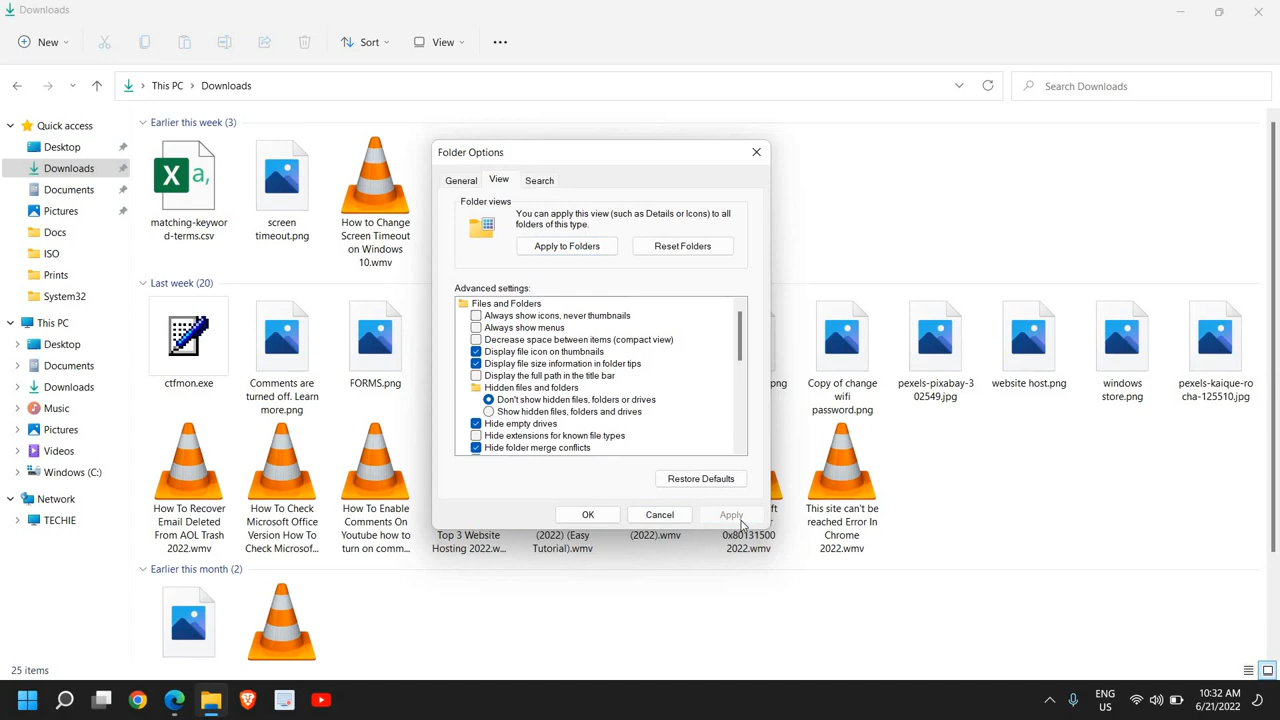 Downloads
New
Sort
View
This PC
Downloads
Search Downloads
Quick access
Desktop
Downloads
Documents
Pictures
Docs
ISO
Prints
System32
This PC
Desktop
Documents
Downloads
Music
Pictures
Videos
Windows (C:)
Network
TECHIE
Earlier this week (3)
X a,
matching-keywor
d-terms.csv
screen
timeout.png
How to Change
Screen Timeout
on Windows
10.wmv
Last week (20)
ctfmon.exe
Comments are
turned off. Learn
more.png
FORMS.png
png
Copy of change
wifi
password.png
pexels-pixabay-3
02549.jpg
website host.png
windows
store.png
pexels-kaique-ro
cha-125510.jpg
How To Recover
Email Deleted
From AOL Trash
2022.wmv
How To Check
Microsoft Office
Version How To
Check Microsof...
How To Enable
Comments On
Youtube how to
turn on comm...
Top 3 Website
Hosting 2022.w...
(2022) (Easy
Tutorial).wmv
(2022).wmv
ft
0x80131500
2022.wmv
This site can't
be reached Error In
Chrome
2022.wmv
Earlier this month (2)
Folder Options
General
View
Search
Folder views
You can apply this view (such as Details or Icons) to all
folders of this type.
Apply to Folders
Reset Folders
Advanced settings:
Files and Folders
Always show icons, never thumbnails
Always show menus
Decrease space between items (compact view)
Display file icon on thumbnails
Display file size information in folder tips
Display the full path in the title bar
Hidden files and folders
Don't show hidden files, folders or drives
Show hidden files, folders and drives
Hide empty drives
Hide extensions for known file types
Hide folder merge conflicts
Restore Defaults
OK
Cancel
Apply
25 items
ENG
US
10:32 AM
6/21/2022